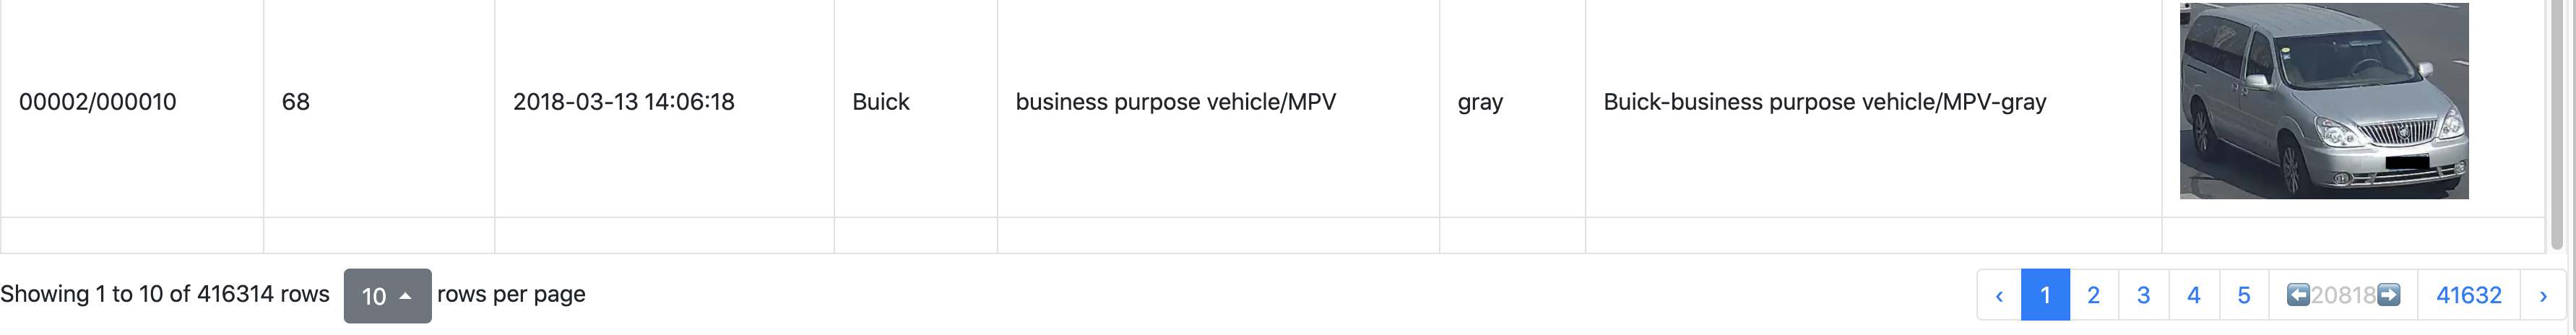 00002/000010 68 2018-03-13 14:06:18 Buick business purpose vehicle/MPV gray Buick-business purpose vehicle/MPV-gray
Showing 1 to 10 of 416314 rows 10 rows per page ‹ 1 2 3 4 5 ⬅️20818➡️ 41632 ›